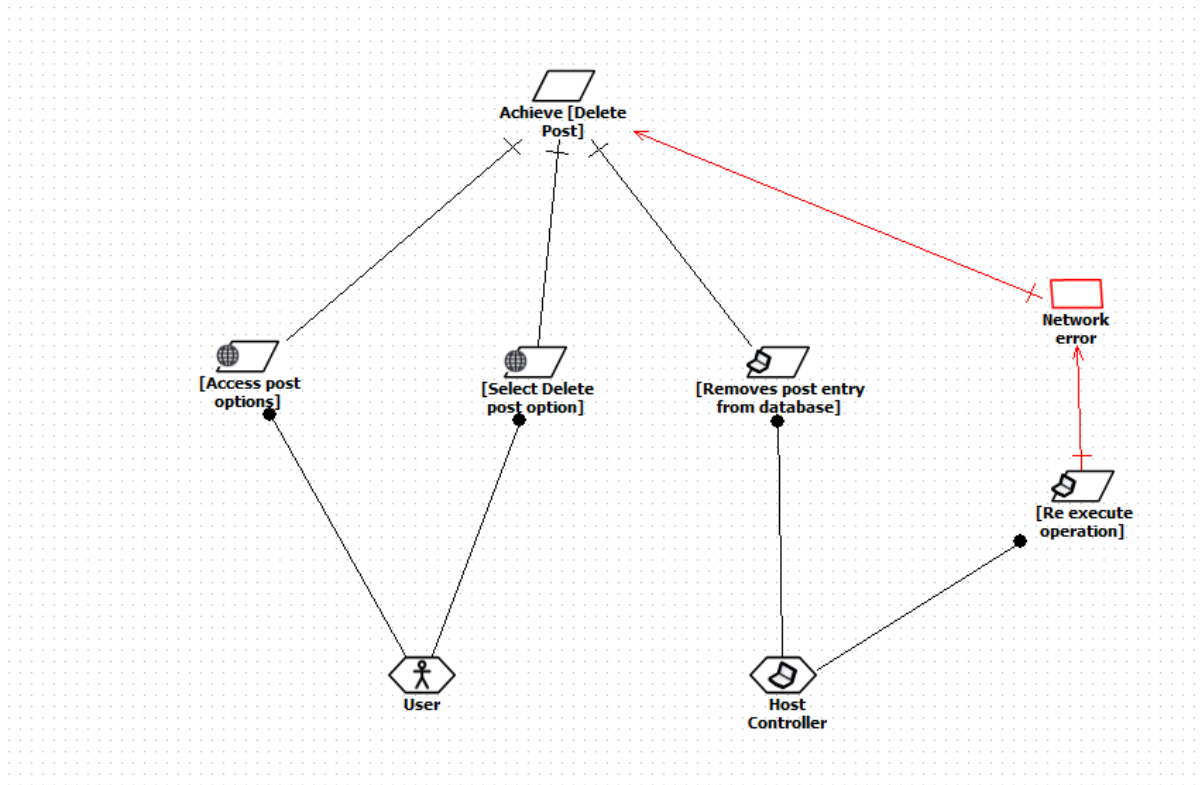 Achieve [Delete
Post]
Network
error
[Access post
options]
[Select Delete
post option]
[Removes post entry
from database]
[Re execute
operation]
User
Host
Controller